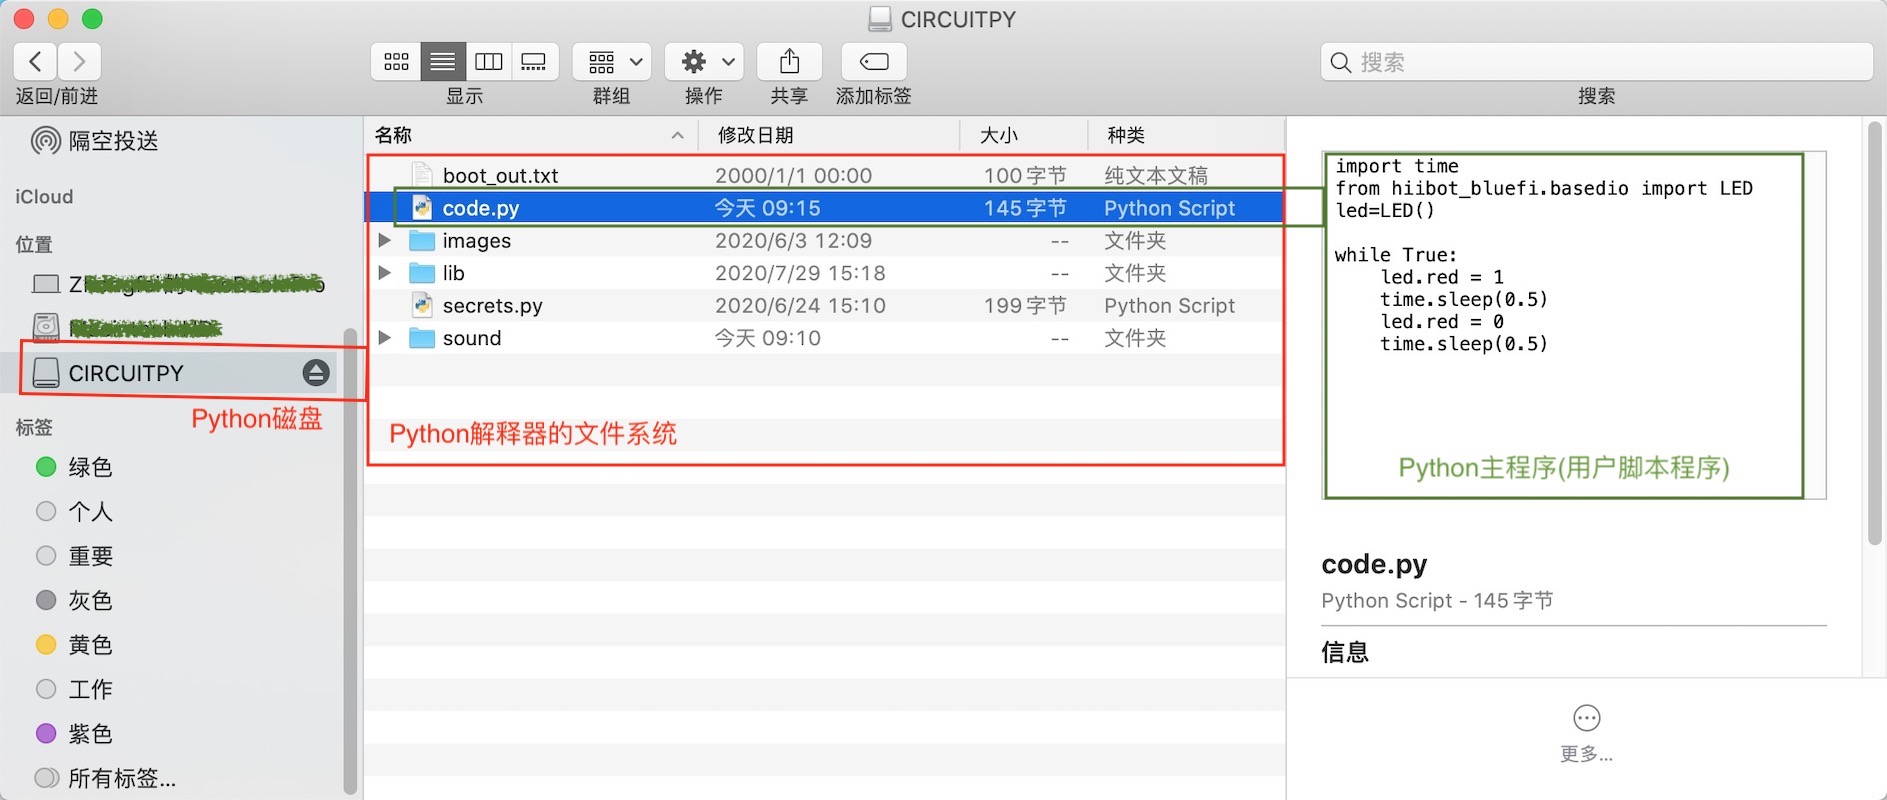 CIRCUITPY
返回/前进
显示
群组
操作
共享
添加标签
搜索
搜索
隔空投送
iCloud
位置
CIRCUITPY
Python磁盘
标签
绿色
个人
重要
灰色
黄色
工作
紫色
所有标签...
名称 修改日期 大小 种类
boot_out.txt 2000/1/1 00:00 100 字节 纯文本文稿
code.py 今天 09:15 145 字节 Python Script
images 2020/6/3 12:09 -- 文件夹
lib 2020/7/29 15:18 -- 文件夹
secrets.py 2020/6/24 15:10 199 字节 Python Script
sound 今天 09:10 -- 文件夹
Python解释器的文件系统
import time
from hiibot_bluefi.basedio import LED
led=LED()
while True:
    led.red = 1
    time.sleep(0.5)
    led.red = 0
    time.sleep(0.5)
Python主程序(用户脚本程序)
code.py
Python Script - 145 字节
信息
更多...